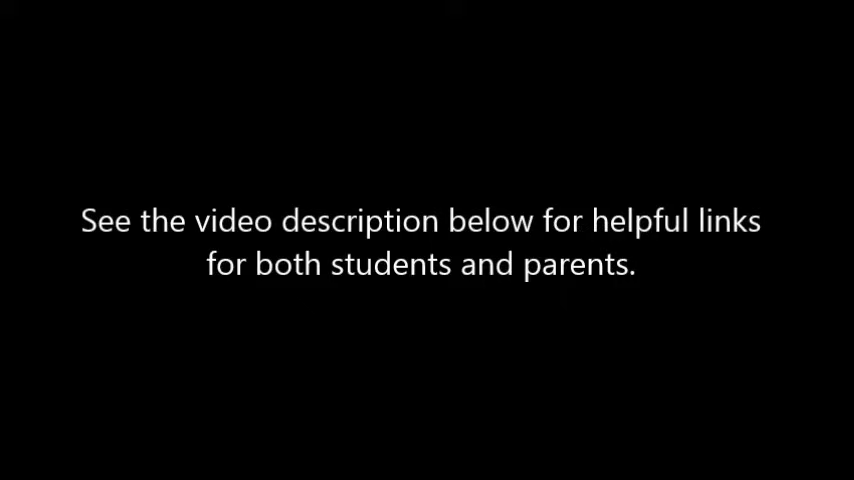 See the video description below for helpful links
for both students and parents.